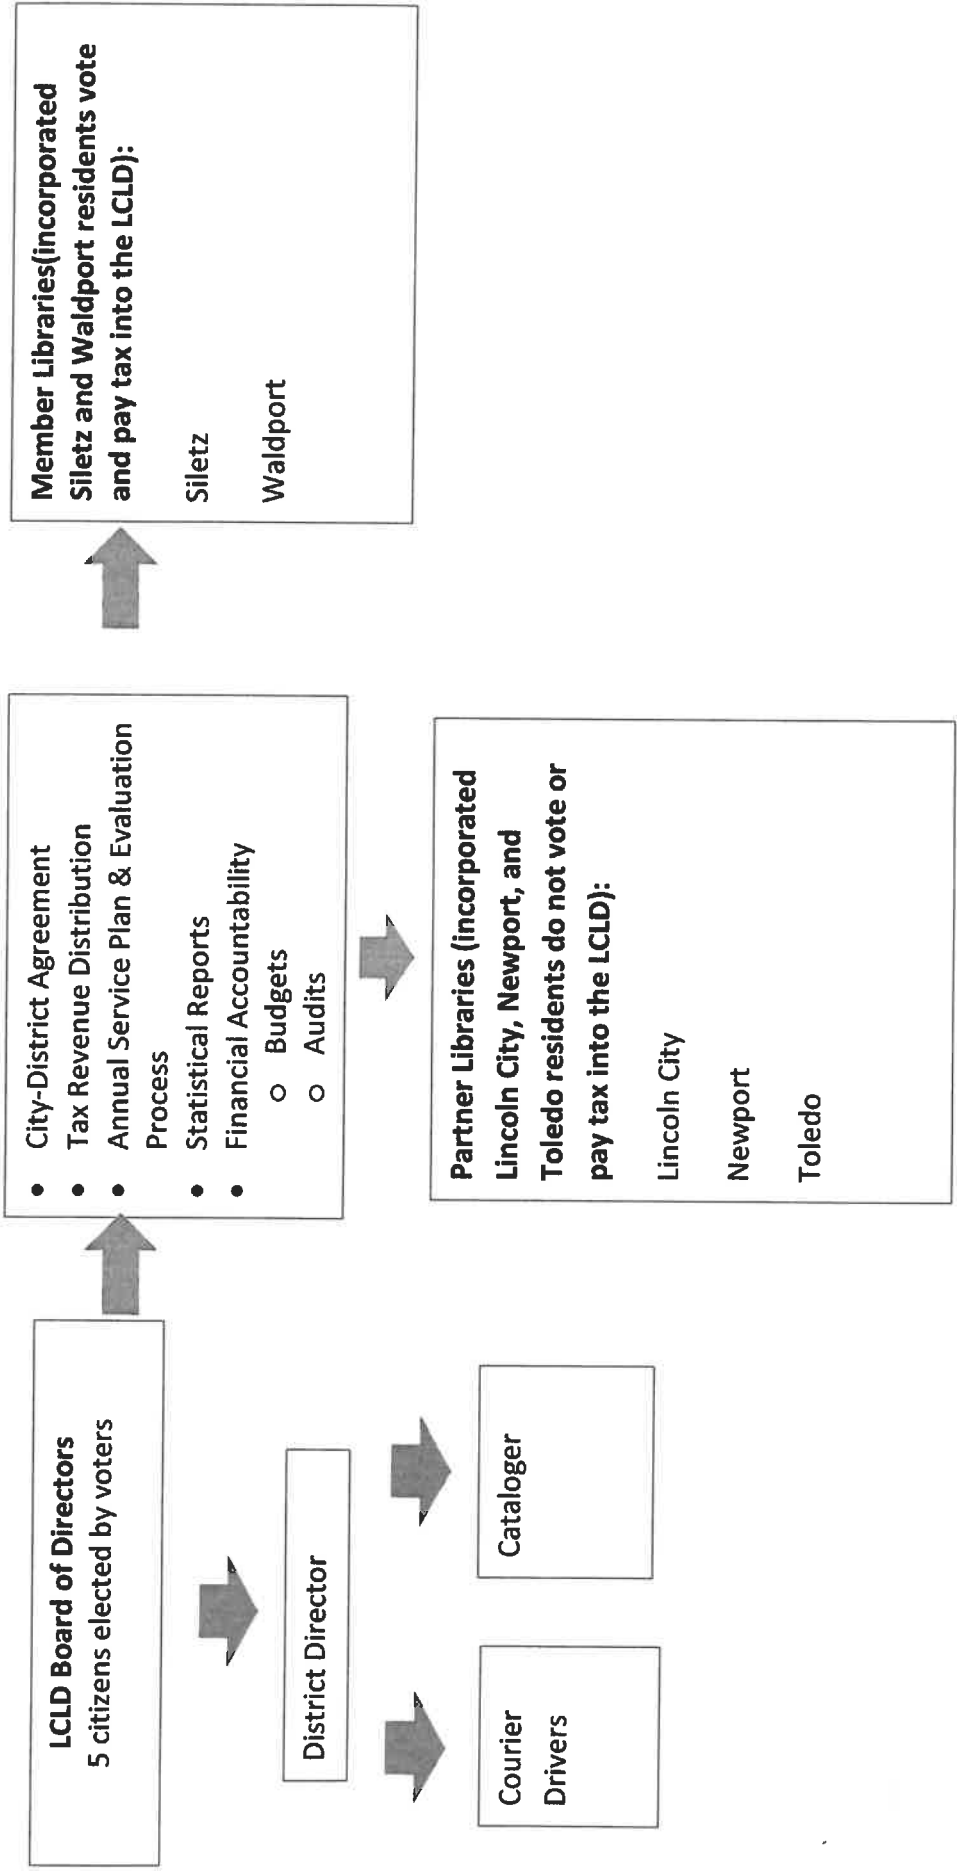 LCLD Board of Directors
5 citizens elected by voters
District Director
Courier
Drivers
Cataloger
• City-District Agreement
• Tax Revenue Distribution
• Annual Service Plan & Evaluation
Process
• Statistical Reports
• Financial Accountability
o Budgets
o Audits
Partner Libraries (incorporated
Lincoln City, Newport, and
Toledo residents do not vote or
pay tax into the LCLD):
Lincoln City
Newport
Toledo
Member Libraries(incorporated
Siletz and Waldport residents vote
and pay tax into the LCLD):
Siletz
Waldport